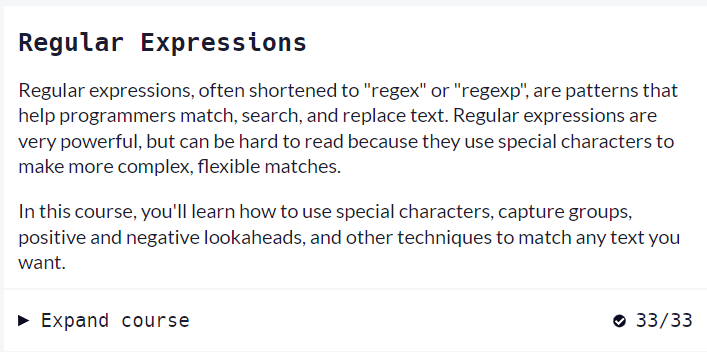 Regular Expressions
Regular expressions, often shortened to "regex" or "regexp", are patterns that
help programmers match, search, and replace text. Regular expressions are
very powerful, but can be hard to read because they use special characters to
make more complex, flexible matches.
In this course, you'll learn how to use special characters, capture groups,
positive and negative lookaheads, and other techniques to match any text you
want.
Expand course 33/33